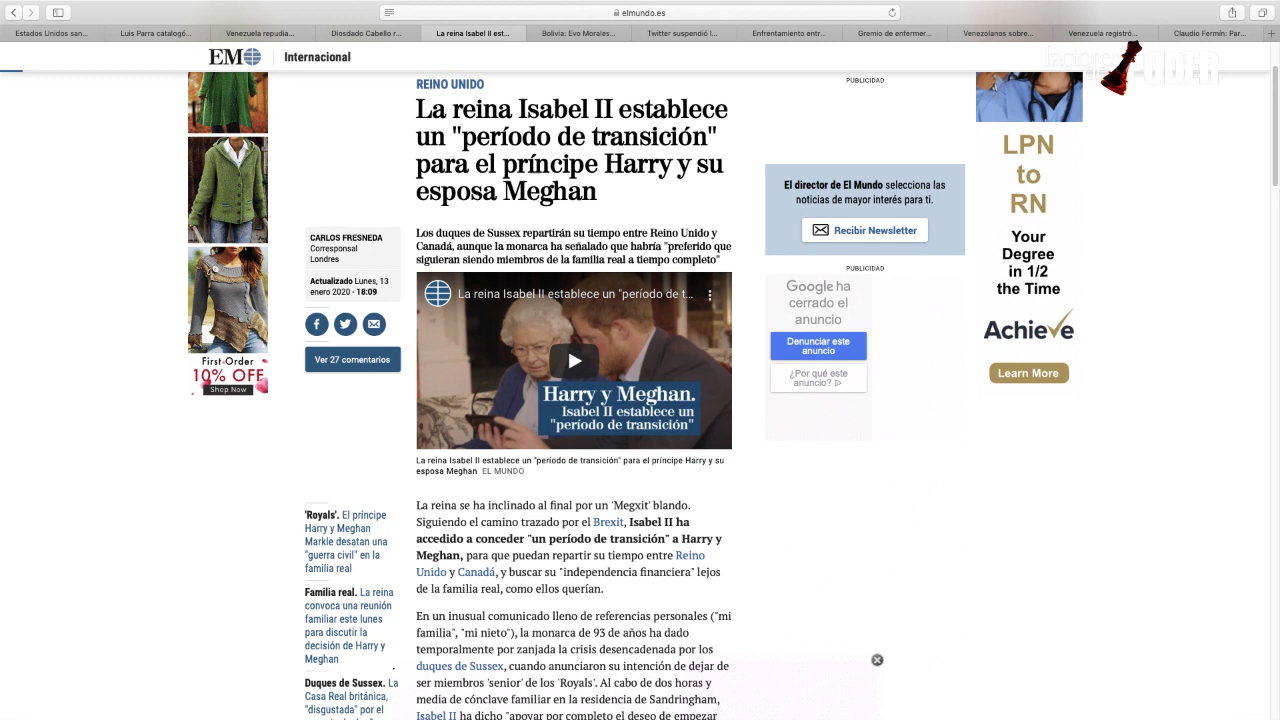 elmundo.es
Estados Unidos san...
Luis Parra catalogó...
Venezuela repudia...
Diosdado Cabello r...
La reina Isabel II est...
Bolivia: Evo Morales...
Twitter suspendió l...
Enfrentamiento entr...
Gremio de enfermer...
Venezolanos sobre...
Venezuela registró...
Claudio Fermín: Par...
EM
Internacional
factores
PODER
REINO UNIDO
La reina Isabel II establece
un "período de transición"
para el príncipe Harry y su
esposa Meghan
Los duques de Sussex repartirán su tiempo entre Reino Unido y
Canadá, aunque la monarca ha señalado que habría "preferido que
siguieran siendo miembros de la familia real a tiempo completo"
CARLOS FRESNEDA
Corresponsal
Londres
Actualizado Lunes, 13
enero 2020 - 18:09
Ver 27 comentarios
La reina Isabel II establece un "período de t...
Harry y Meghan.
Isabel II establece un
"período de transición"
La reina Isabel II establece un "período de transición" para el príncipe Harry y su
esposa Meghan EL MUNDO
La reina se ha inclinado al final por un 'Megxit' blando.
Siguiendo el camino trazado por el Brexit, Isabel II ha
accedido a conceder "un período de transición" a Harry y
Meghan, para que puedan repartir su tiempo entre Reino
Unido y Canadá, y buscar su "independencia financiera" lejos
de la familia real, como ellos querían.
En un inusual comunicado lleno de referencias personales ("mi
familia", "mi nieto"), la monarca de 93 de años ha dado
temporalmente por zanjada la crisis desencadenada por los
duques de Sussex, cuando anunciaron su intención de dejar de
ser miembros 'senior' de los 'Royals'. Al cabo de dos horas y
media de cónclave familiar en la residencia de Sandringham,
Isabel II ha dicho "apoyar por completo el deseo de empezar
'Royals'. El príncipe
Harry y Meghan
Markle desatan una
"guerra civil" en la
familia real
Familia real. La reina
convoca una reunión
familiar este lunes
para discutir la
decisión de Harry y
Meghan
Duques de Sussex. La
Casa Real británica,
"disgustada" por el
First-Order
10% OFF
Shop Now
PUBLICIDAD
El director de El Mundo selecciona las
noticias de mayor interés para ti.
Recibir Newsletter
PUBLICIDAD
Google ha
cerrado el
anuncio
Denunciar este
anuncio
¿Por qué este
anuncio?
LPN
to
RN
Your
Degree
in 1/2
the Time
Achieve
Learn More